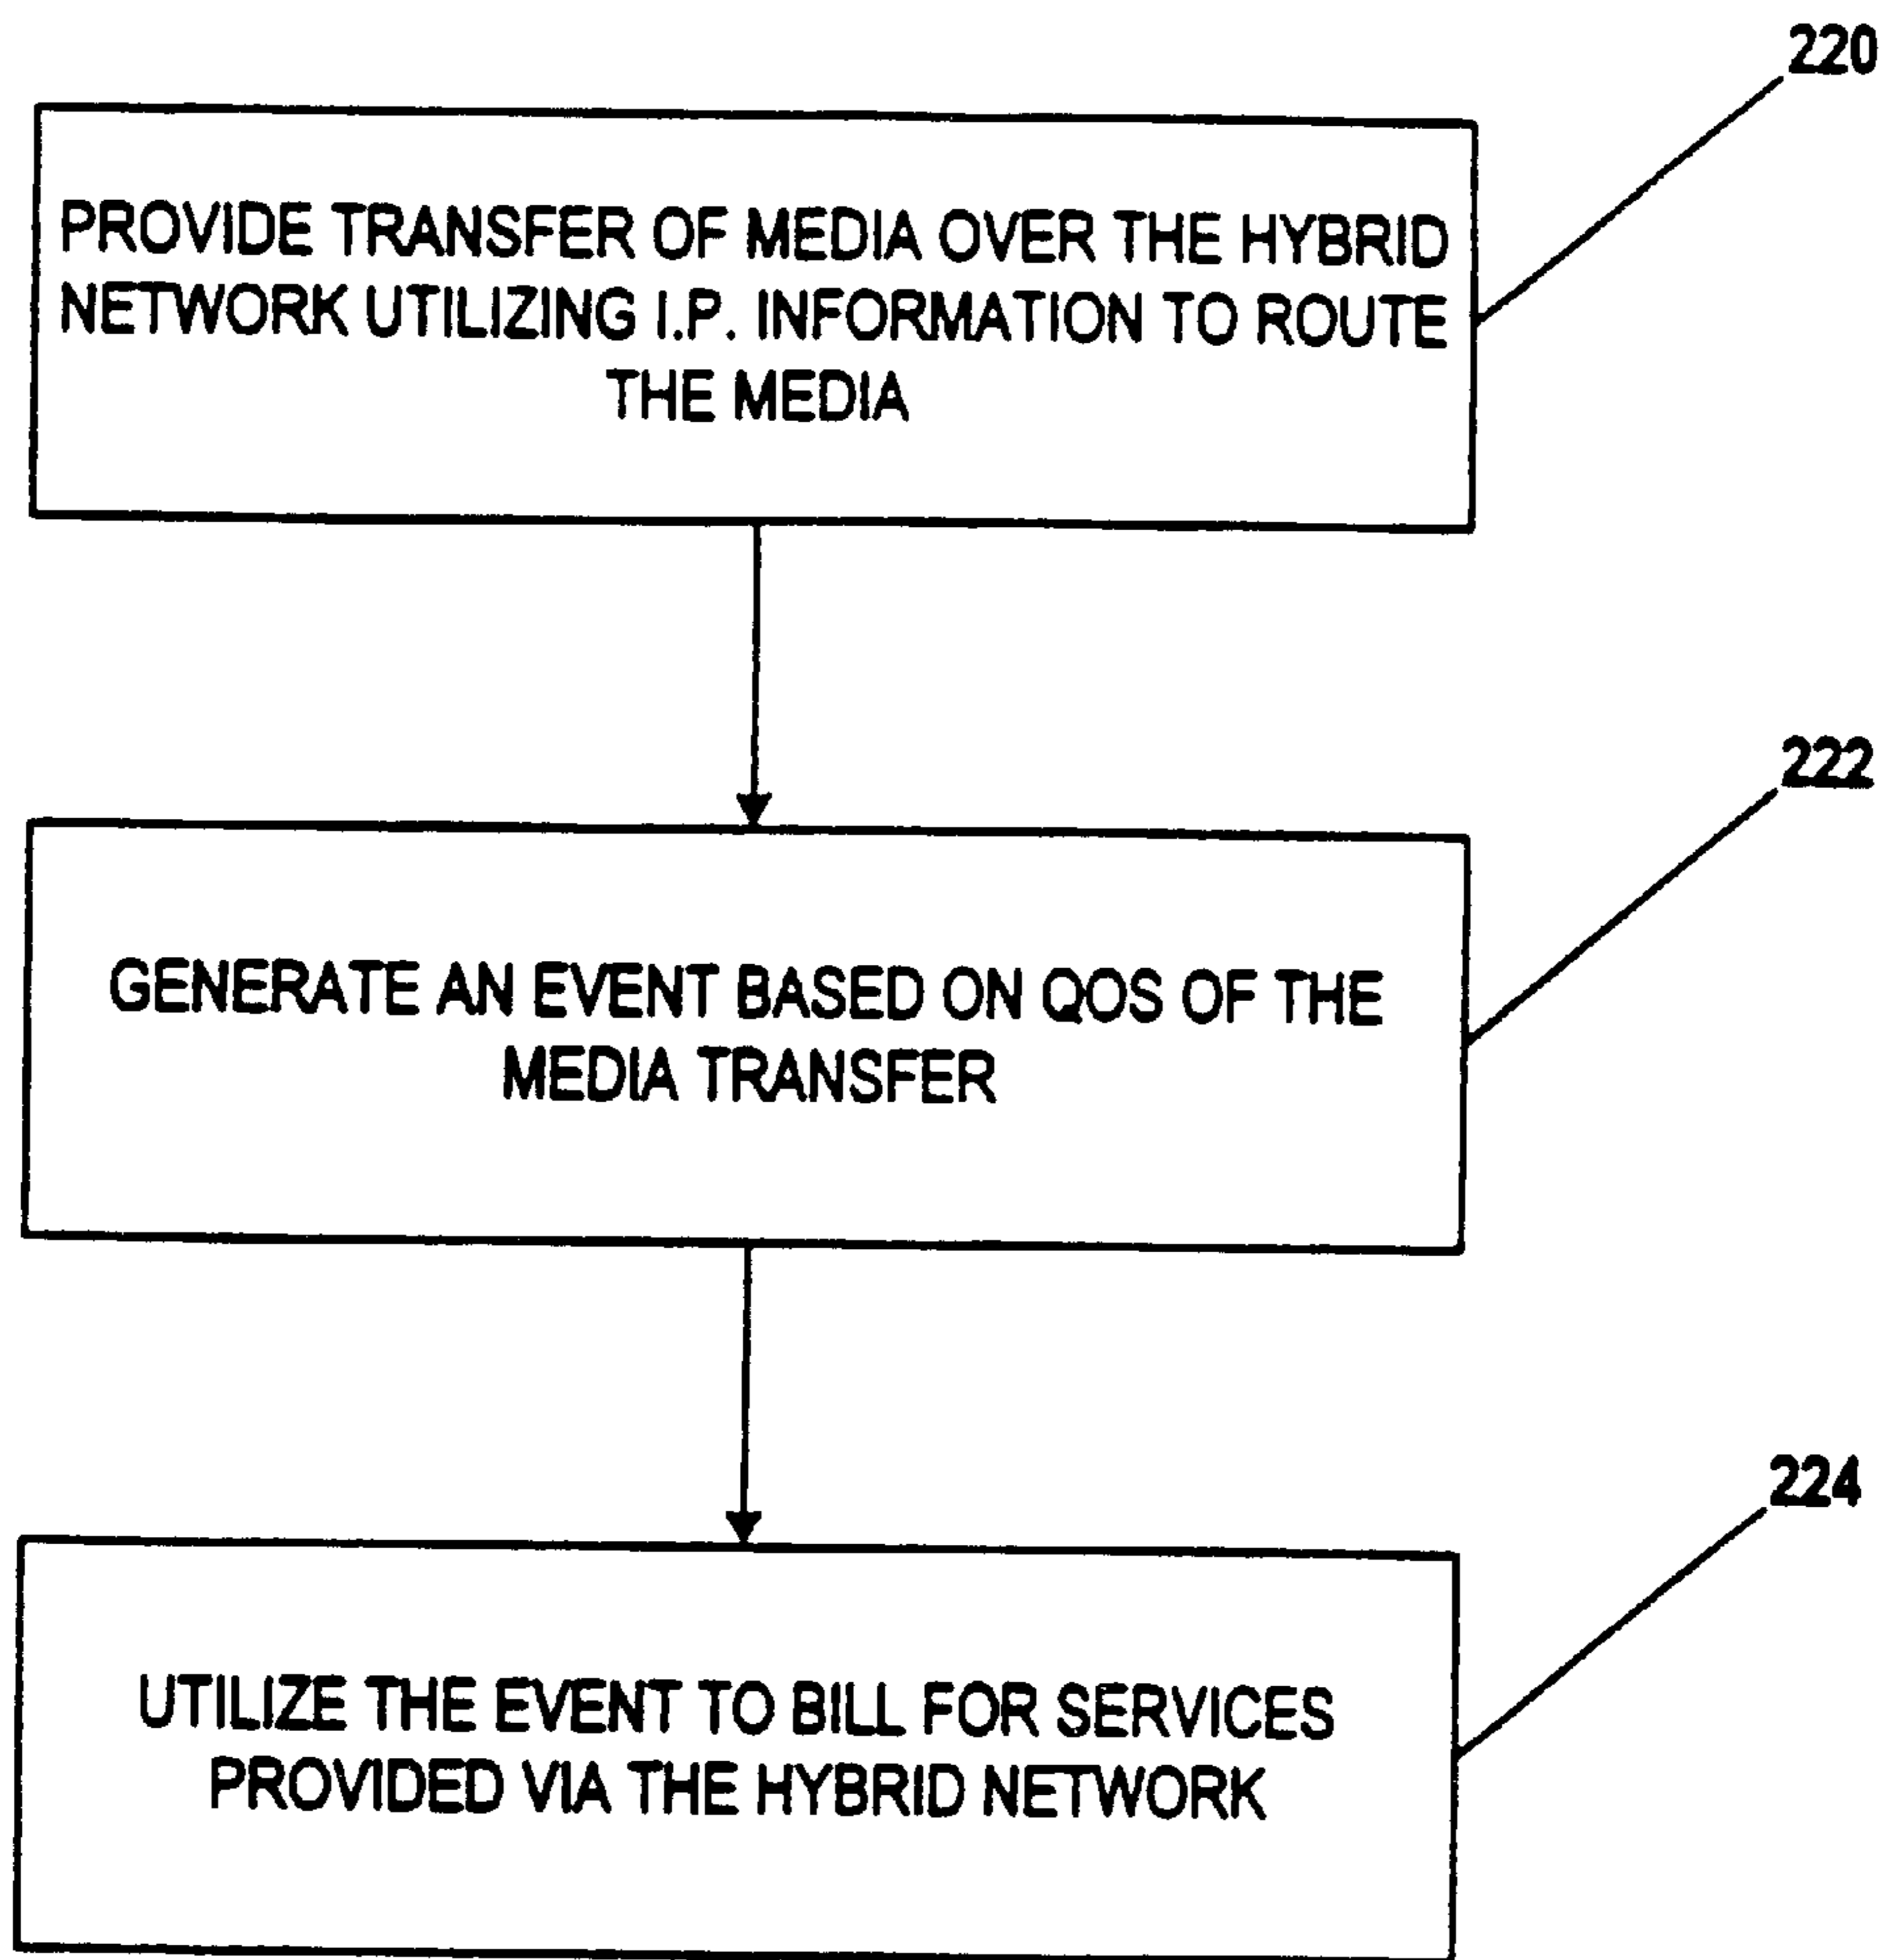 220
PROVIDE TRANSFER OF MEDIA OVER THE HYBRID
NETWORK UTILIZING I.P. INFORMATION TO ROUTE
THE MEDIA
222
GENERATE AN EVENT BASED ON QOS OF THE
MEDIA TRANSFER
224
UTILIZE THE EVENT TO BILL FOR SERVICES
PROVIDED VIA THE HYBRID NETWORK